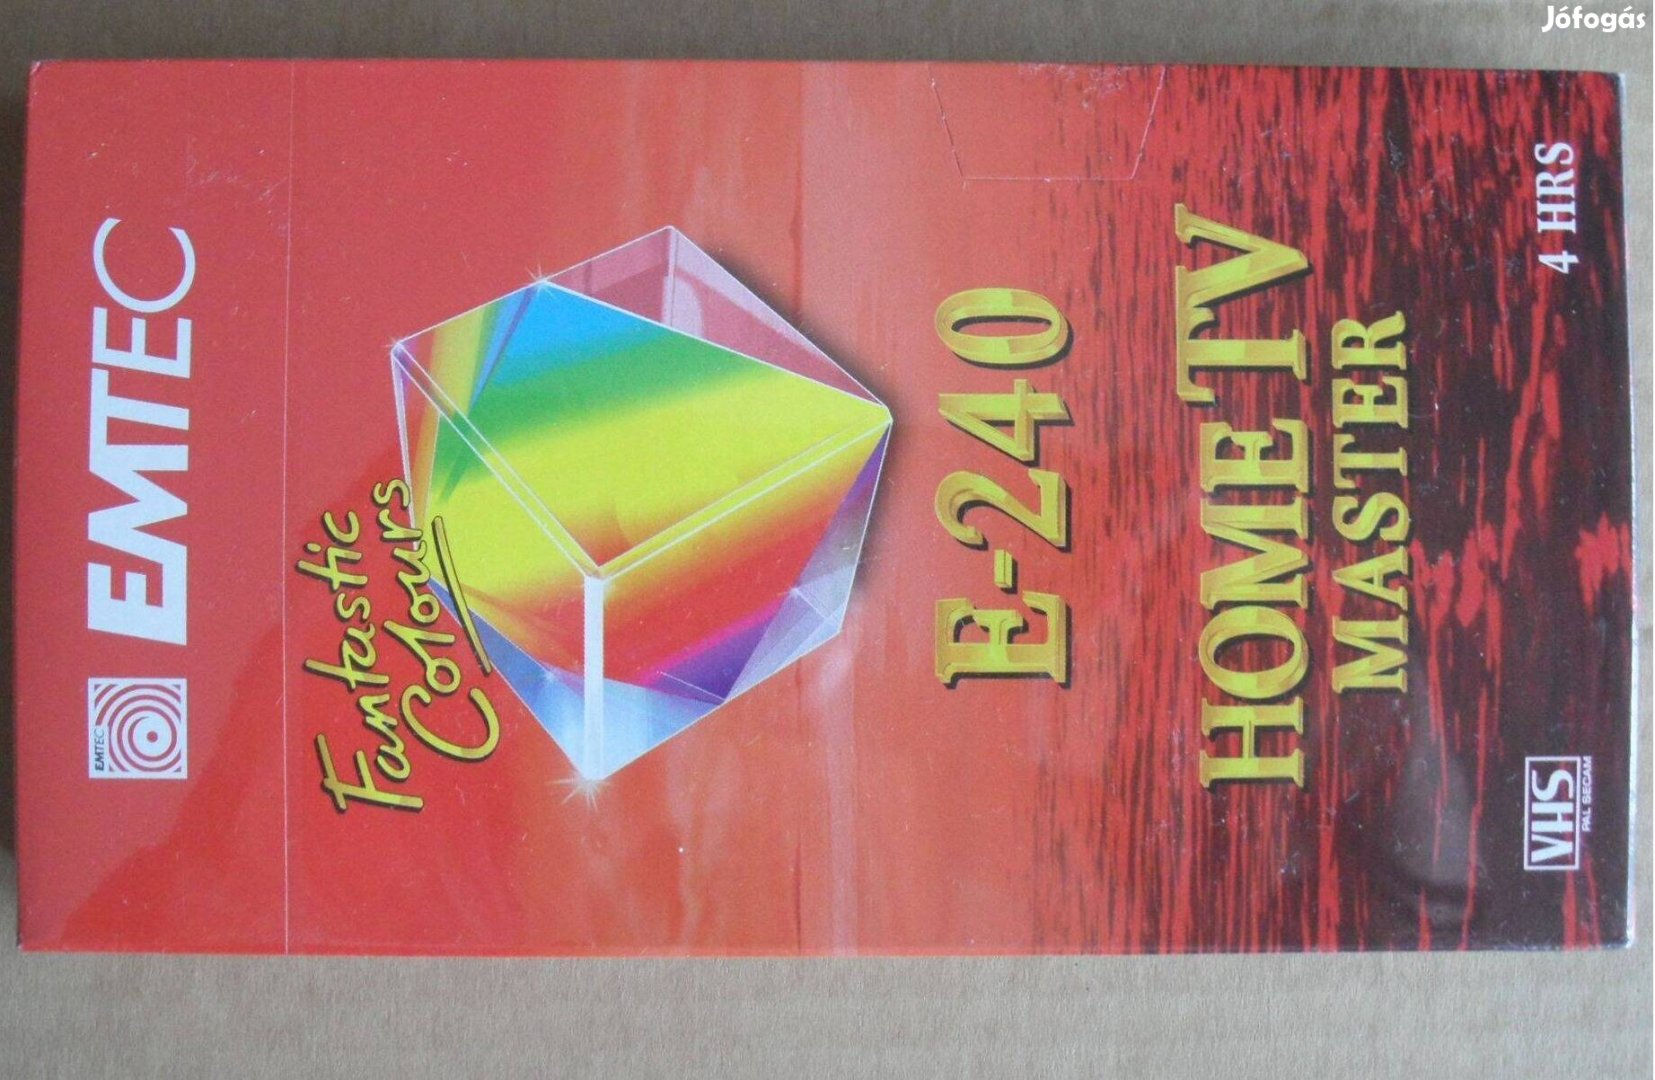 Jófogás
EMTEC
EMTEC
Fantastic
Colours
E-240
HOME TV
MASTER
VHS
PAL SECAM
4 HRS